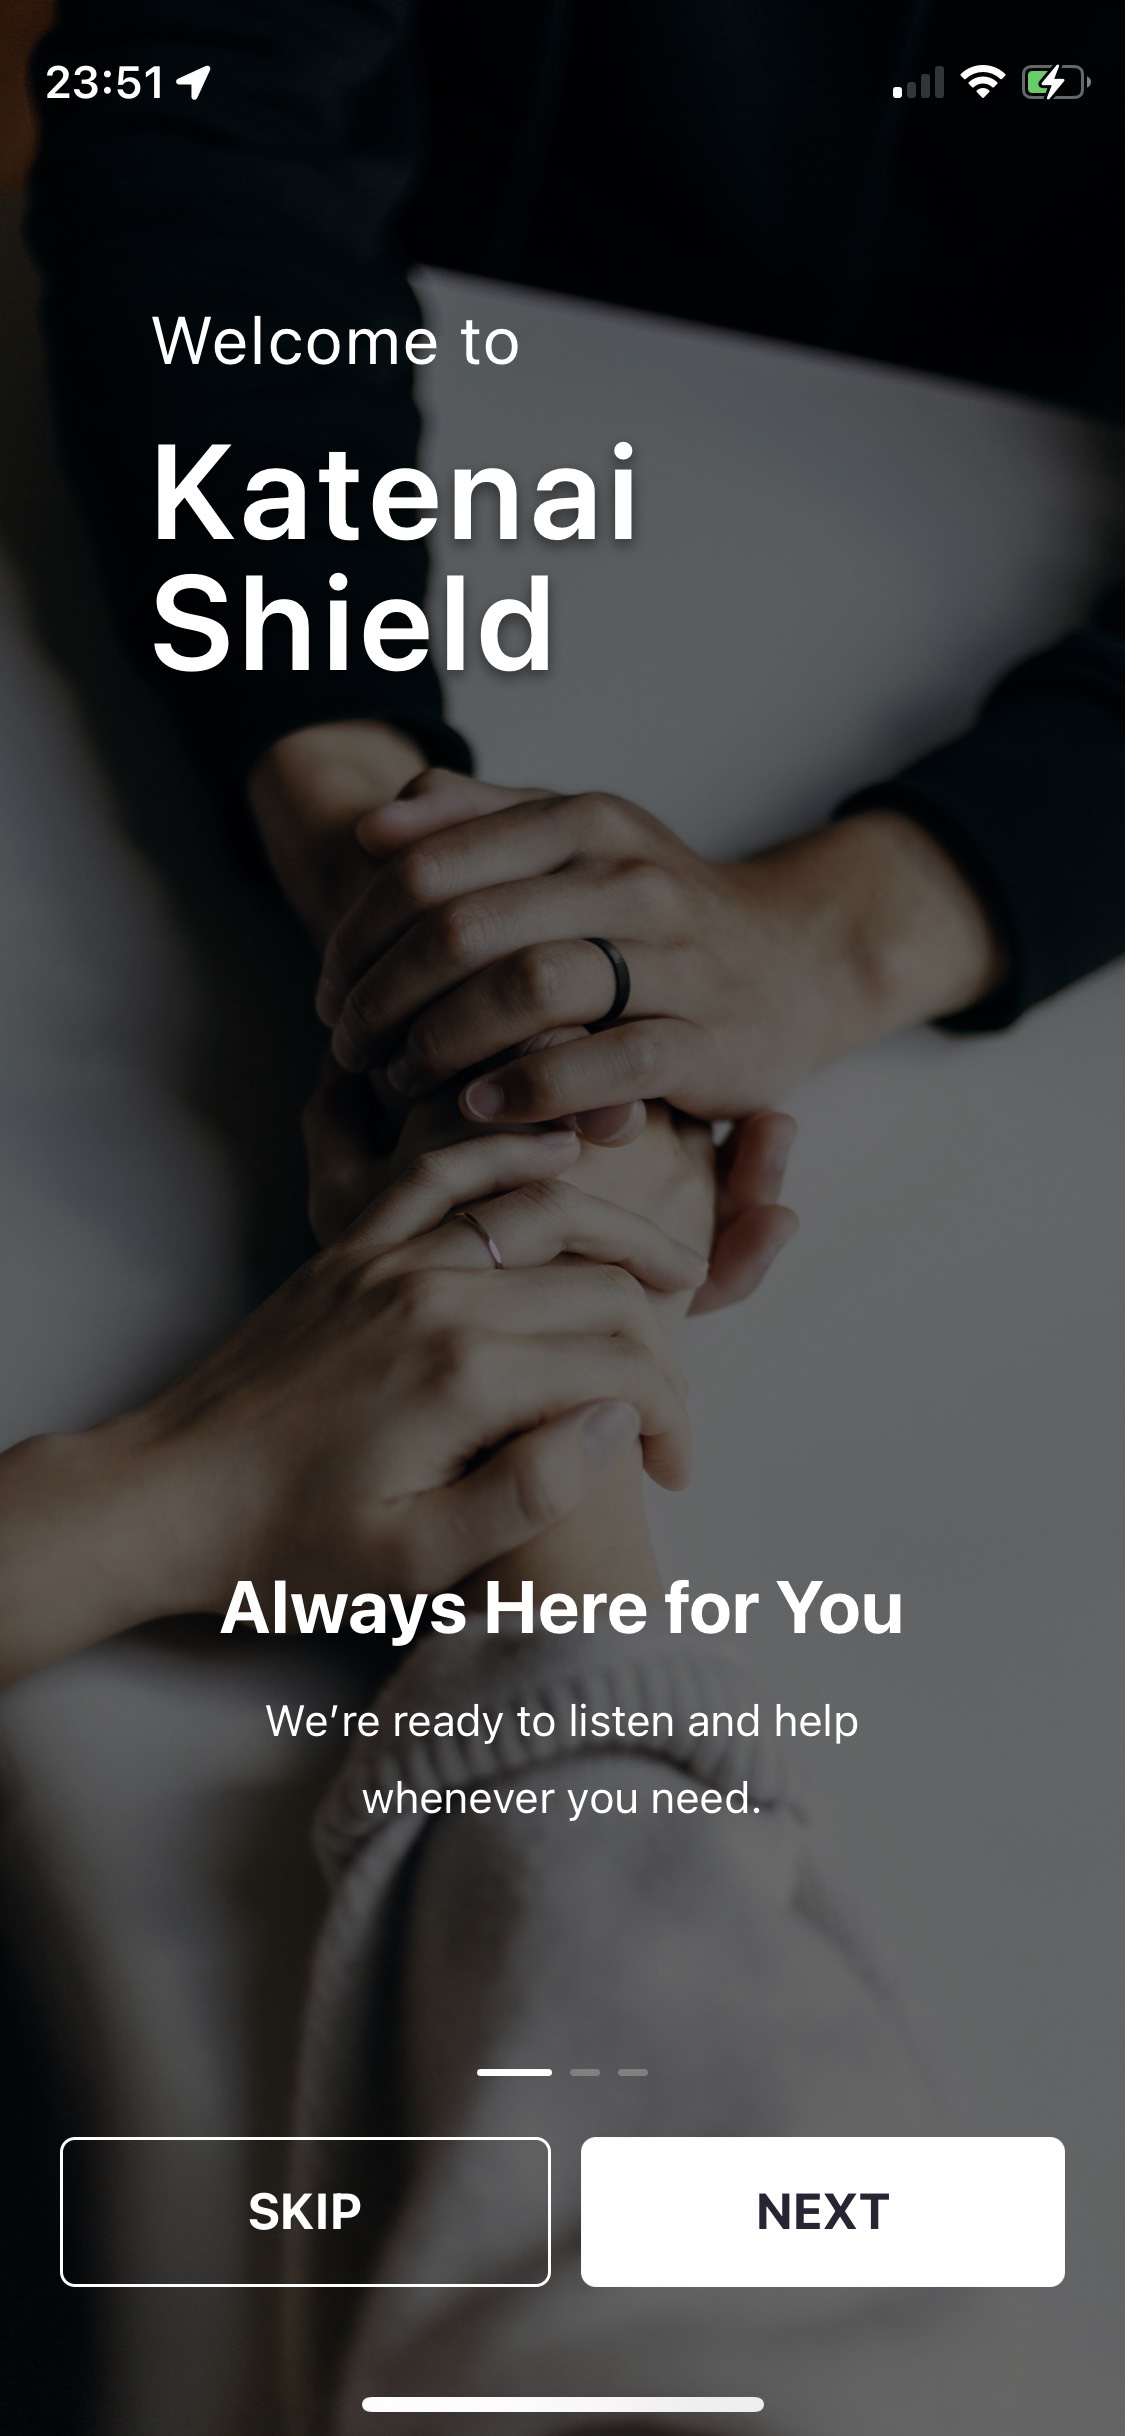 23:51
Welcome to
Katenai
Shield
Always Here for You
We’re ready to listen and help
whenever you need.
SKIP
NEXT